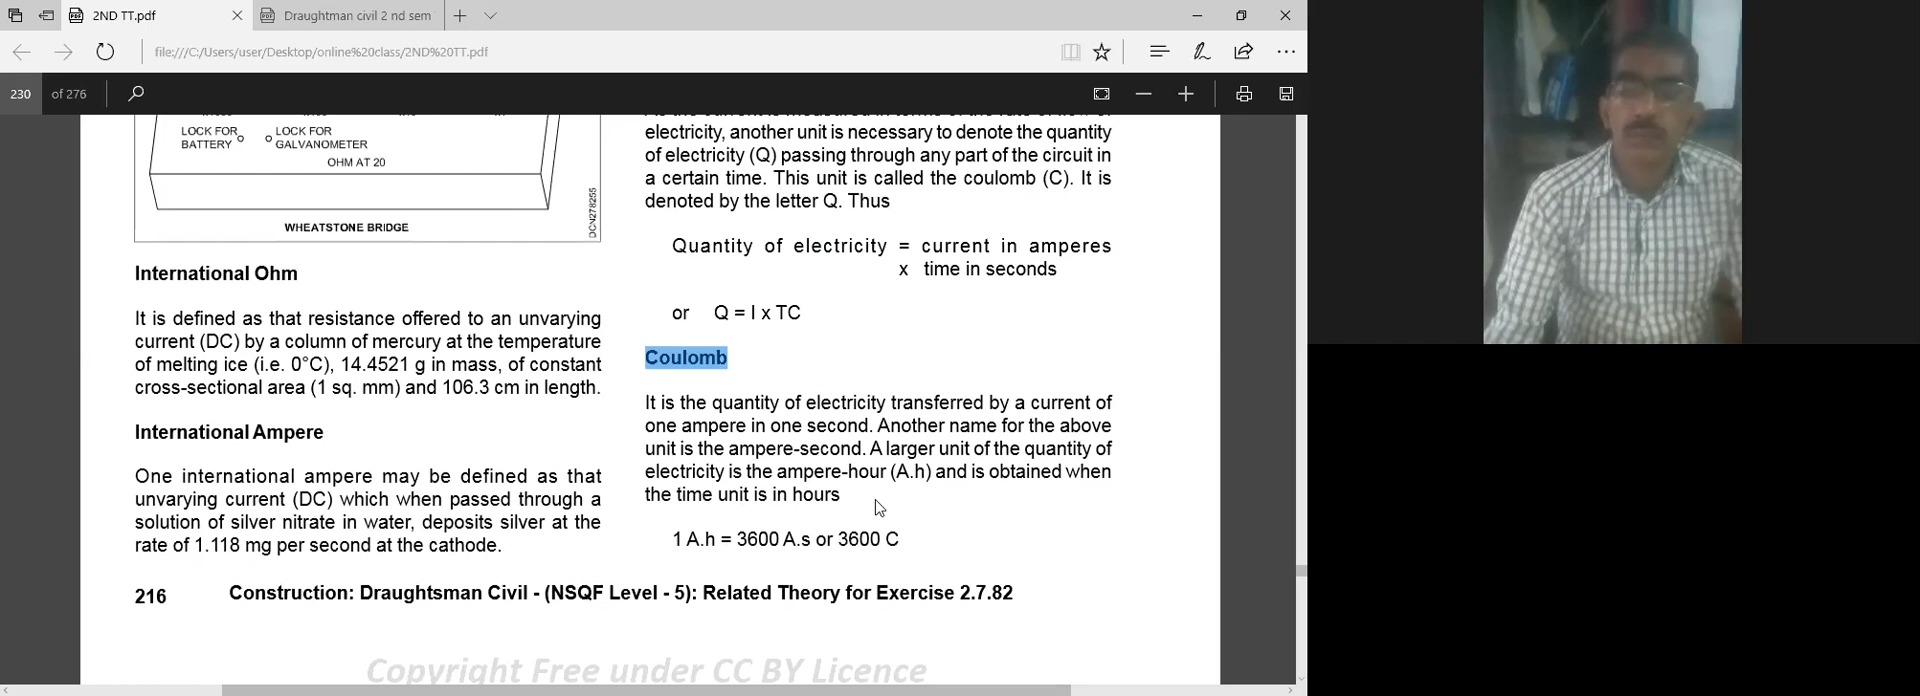 2ND TT.pdf
Draughtman civil 2 nd sem
file:///C:/Users/user/Desktop/online%20class/2ND%20TT.pdf
230 of 276
LOCK FOR
BATTERY
LOCK FOR
GALVANOMETER
OHM AT 20
DCN278255
WHEATSTONE BRIDGE
International Ohm
It is defined as that resistance offered to an unvarying
current (DC) by a column of mercury at the temperature
of melting ice (i.e. 0°C), 14.4521 g in mass, of constant
cross-sectional area (1 sq. mm) and 106.3 cm in length.
International Ampere
One international ampere may be defined as that
unvarying current (DC) which when passed through a
solution of silver nitrate in water, deposits silver at the
rate of 1.118 mg per second at the cathode.
electricity, another unit is necessary to denote the quantity
of electricity (Q) passing through any part of the circuit in
a certain time. This unit is called the coulomb (C). It is
denoted by the letter Q. Thus
Quantity of electricity = current in amperes
x time in seconds
or Q = I x TC
Coulomb
It is the quantity of electricity transferred by a current of
one ampere in one second. Another name for the above
unit is the ampere-second. A larger unit of the quantity of
electricity is the ampere-hour (A.h) and is obtained when
the time unit is in hours
1 A.h = 3600 A.s or 3600 C
216 Construction: Draughtsman Civil - (NSQF Level - 5): Related Theory for Exercise 2.7.82
Copyright Free under CC BY Licence